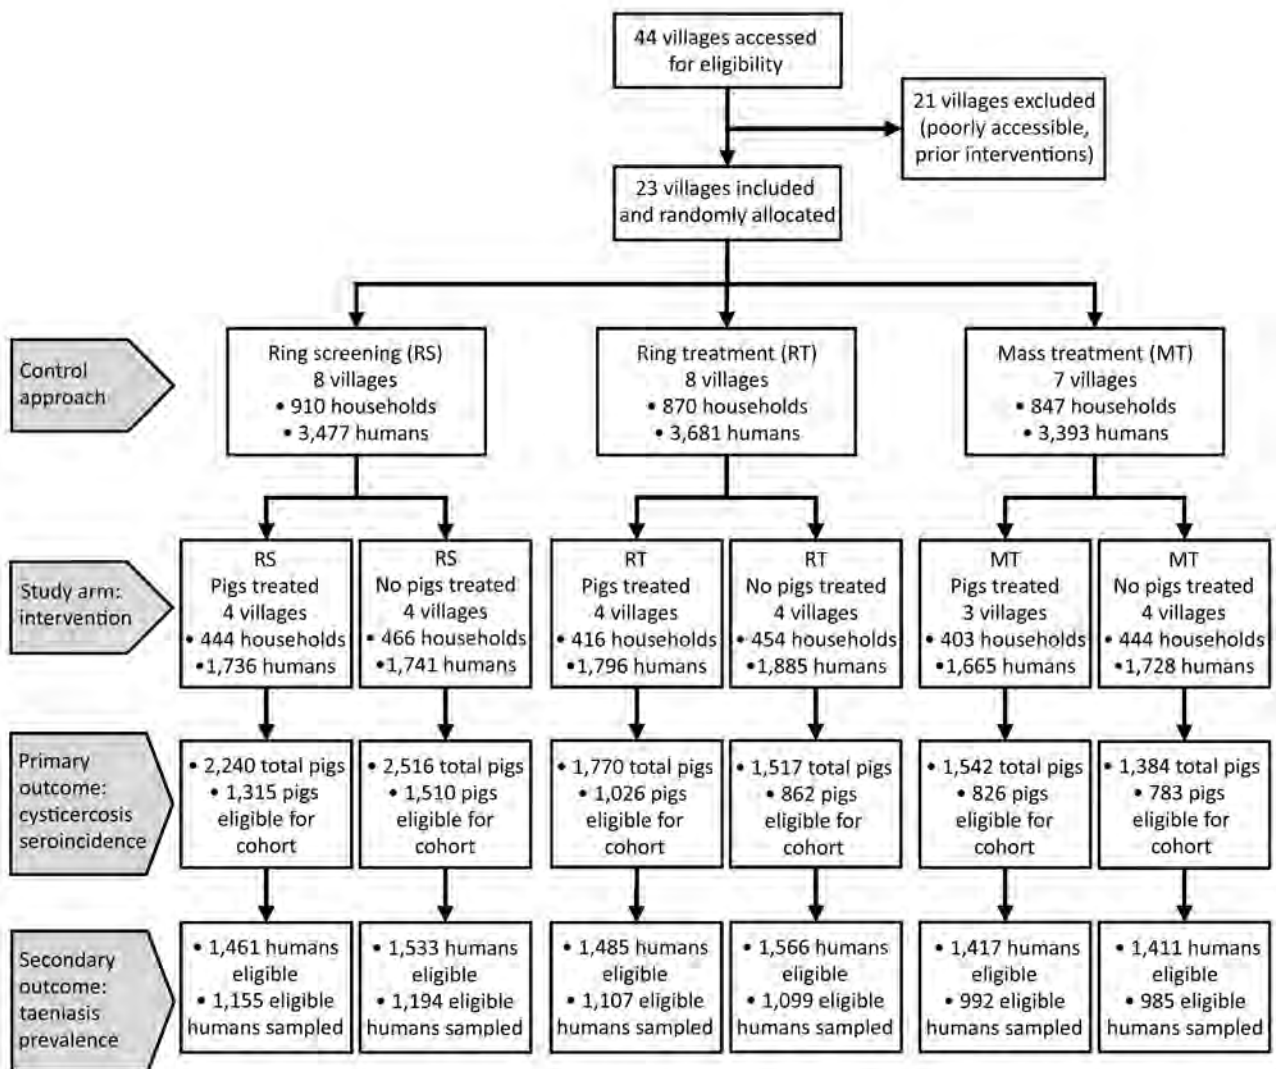 44 villages accessed
for eligibility
21 villages excluded
(poorly accessible,
prior interventions)
23 villages included
and randomly allocated
Control
approach
Ring screening (RS)
8 villages
• 910 households
• 3,477 humans
Ring treatment (RT)
8 villages
• 870 households
• 3,681 humans
Mass treatment (MT)
7 villages
• 847 households
• 3,393 humans
Study arm:
intervention
RS
Pigs treated
4 villages
• 444 households
• 1,736 humans
RS
No pigs treated
4 villages
• 466 households
• 1,741 humans
RT
Pigs treated
4 villages
• 416 households
• 1,796 humans
RT
No pigs treated
4 villages
• 454 households
• 1,885 humans
MT
Pigs treated
3 villages
• 403 households
• 1,665 humans
MT
No pigs treated
4 villages
• 444 households
• 1,728 humans
Primary
outcome:
cysticercosis
seroincidence
• 2,240 total pigs
• 1,315 pigs
eligible for
cohort
• 2,516 total pigs
• 1,510 pigs
eligible for
cohort
• 1,770 total pigs
• 1,026 pigs
eligible for
cohort
• 1,517 total pigs
• 862 pigs
eligible for
cohort
• 1,542 total pigs
• 826 pigs
eligible for
cohort
• 1,384 total pigs
• 783 pigs
eligible for
cohort
Secondary
outcome:
taeniasis
prevalence
• 1,461 humans
eligible
• 1,155 eligible
humans sampled
• 1,533 humans
eligible
• 1,194 eligible
humans sampled
• 1,485 humans
eligible
• 1,107 eligible
humans sampled
• 1,566 humans
eligible
• 1,099 eligible
humans sampled
• 1,417 humans
eligible
• 992 eligible
humans sampled
• 1,411 humans
eligible
• 985 eligible
humans sampled